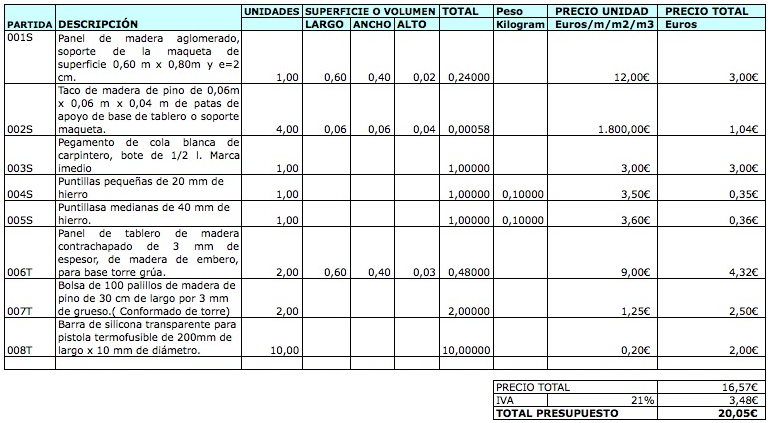 UNIDADES SUPERFICIE O VOLUMEN TOTAL Peso PRECIO UNIDAD PRECIO TOTAL
PARTIDA DESCRIPCIÓN LARGO ANCHO ALTO Kilogram Euros/m/m2/m3 Euros
001S Panel de madera aglomerado,
soporte de la maqueta de
superficie 0,60 m x 0,80m y e=2
cm. 1,00 0,60 0,40 0,02 0,24000 12,00€ 3,00€
Taco de madera de pino de 0,06m
x 0,06 m x 0,04 m de patas de
apoyo de base de tablero o soporte
002S maqueta. 4,00 0,06 0,06 0,04 0,00058 1.800,00€ 1,04€
Pegamento de cola blanca de
carpintero, bote de 1/2 l. Marca
003S imedio 1,00 1,00000 3,00€ 3,00€
Puntillas pequeñas de 20 mm de
004S hierro 1,00 1,00000 0,10000 3,50€ 0,35€
Puntillasa medianas de 40 mm de
005S hierro. 1,00 1,00000 0,10000 3,60€ 0,36€
Panel de tablero de madera
contrachapado de 3 mm de
espesor, de madera de embero,
006T para base torre grúa. 2,00 0,60 0,40 0,03 0,48000 9,00€ 4,32€
Bolsa de 100 palillos de madera de
pino de 30 cm de largo por 3 mm
007T de grueso.( Conformado de torre) 2,00 2,00000 1,25€ 2,50€
Barra de silicona transparente para
pistola termofusible de 200mm de
008T largo x 10 mm de diámetro. 10,00 10,00000 0,20€ 2,00€
PRECIO TOTAL 16,57€
IVA 21% 3,48€
TOTAL PRESUPUESTO 20,05€